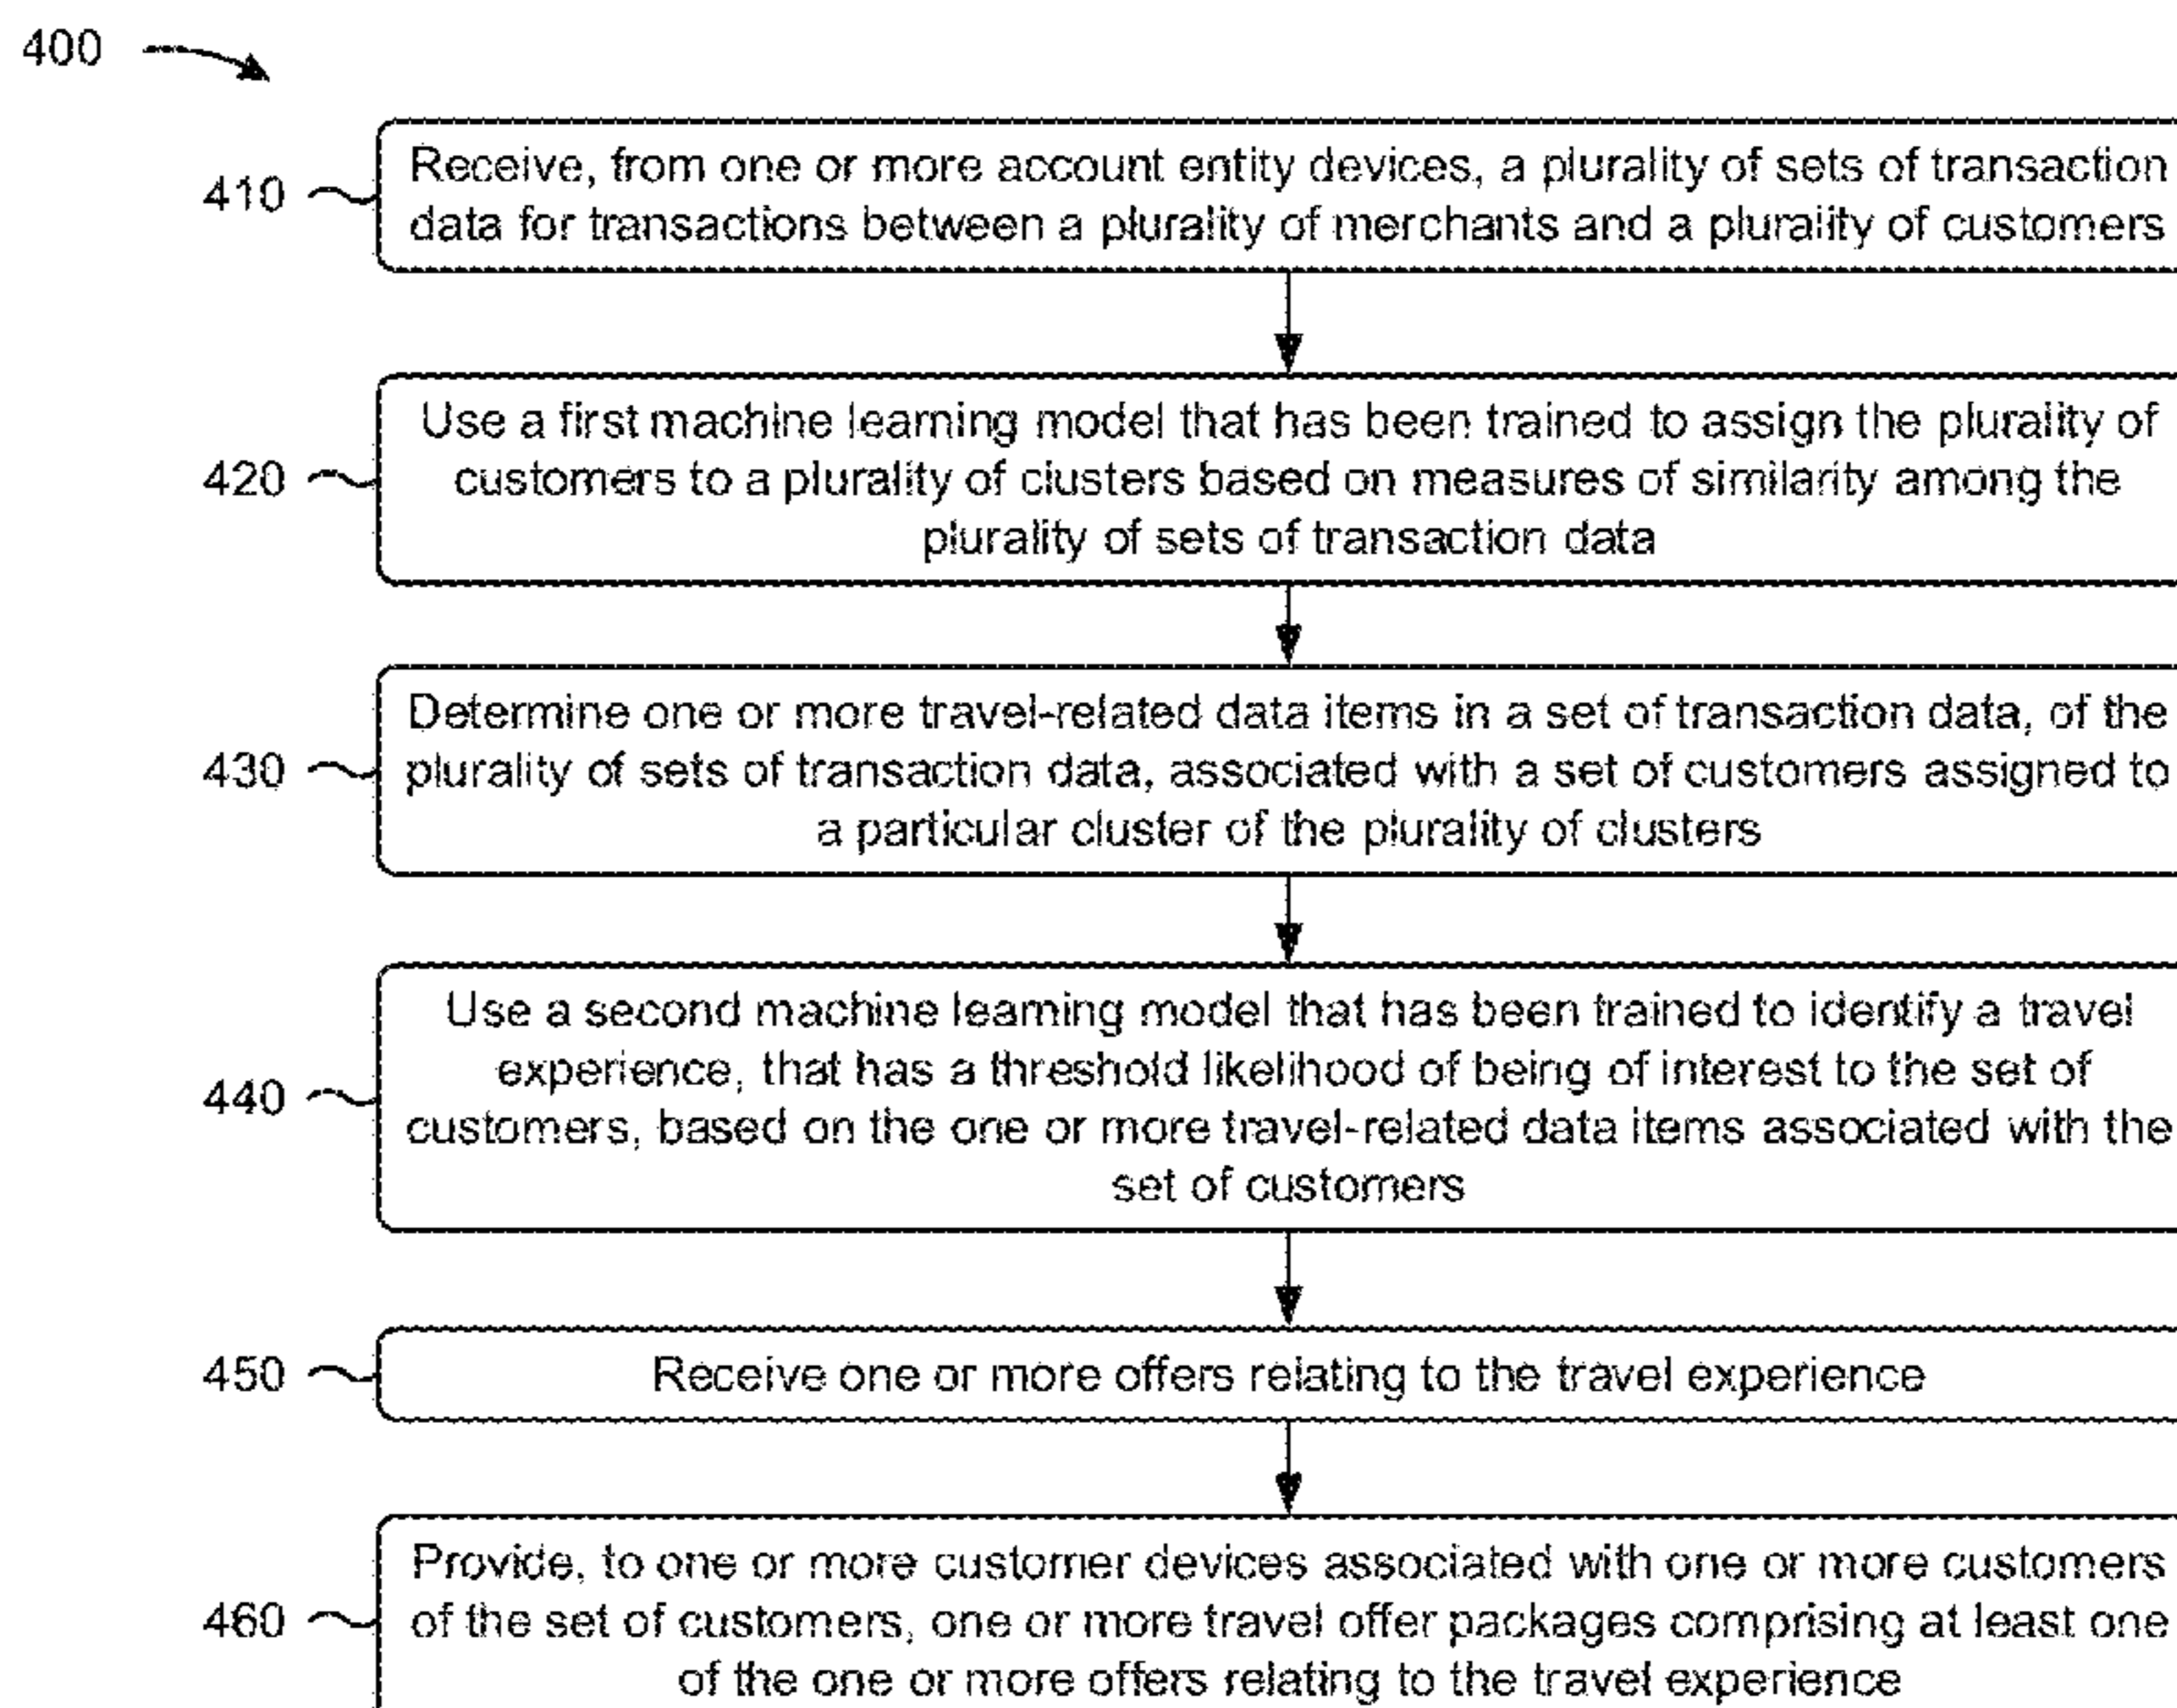 400
410
Receive, from one or more account entity devices, a plurality of sets of transaction
data for transactions between a plurality of merchants and a plurality of customers
420
Use a first machine learning model that has been trained to assign the plurality of
customers to a plurality of clusters based on measures of similarity among the
plurality of sets of transaction data
430
Determine one or more travel-related data items in a set of transaction data, of the
plurality of sets of transaction data, associated with a set of customers assigned to
a particular cluster of the plurality of clusters
440
Use a second machine learning model that has been trained to identify a travel
experience, that has a threshold likelihood of being of interest to the set of
customers, based on the one or more travel-related data items associated with the
set of customers
450
Receive one or more offers relating to the travel experience
460
Provide, to one or more customer devices associated with one or more customers
of the set of customers, one or more travel offer packages comprising at least one
of the one or more offers relating to the travel experience